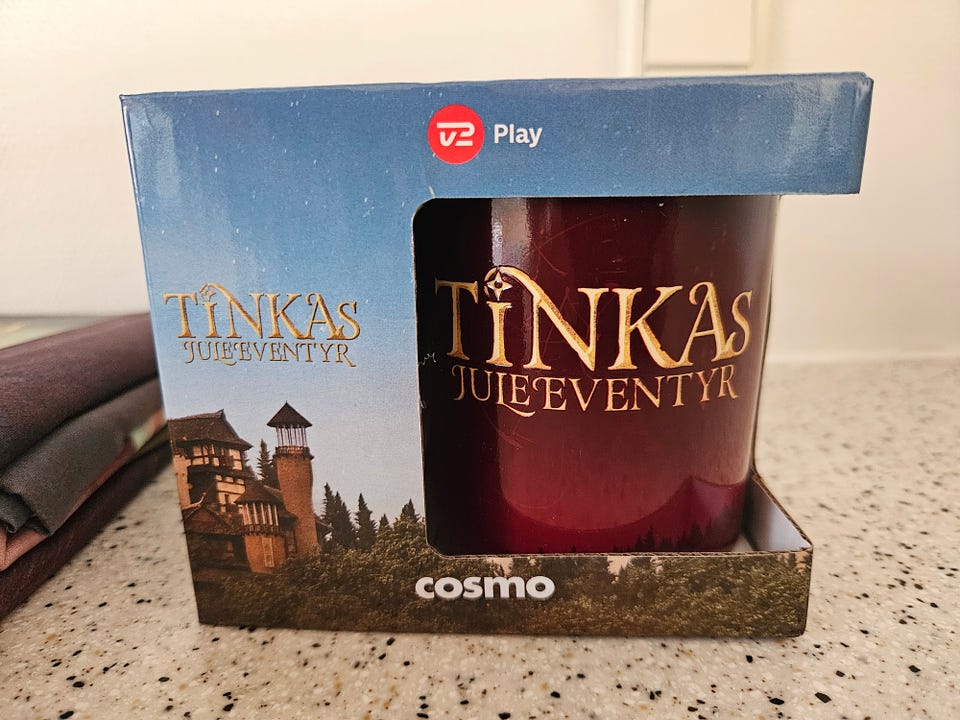 TV2 Play
TiNKAs
JULEEVENTYR
TiNKAs
JULEEVENTYR
cosmo